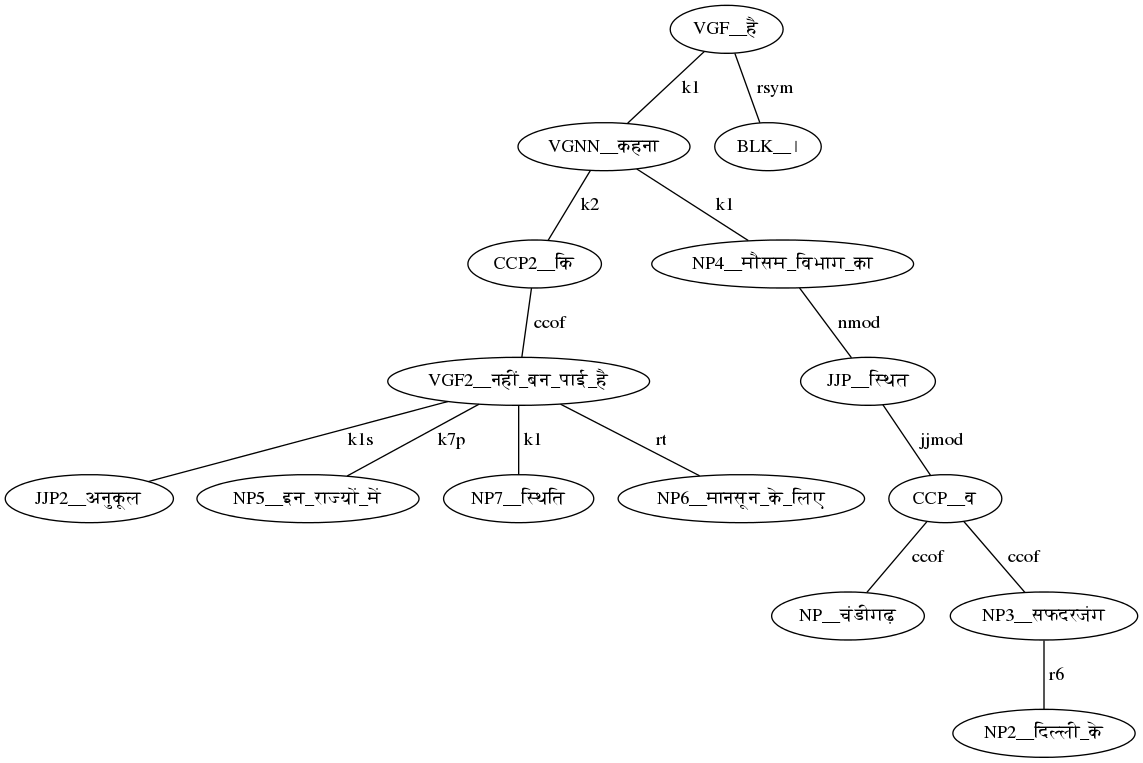 VGF__है
k1 rsym
VGNN__कहना BLK__।
k2 k1
CCP2__कि NP4__मौसम_विभाग_का
ccof nmod
VGF2__नहीं_बन_पाई_है JJP__स्थित
k1s k7p k1 rt jjmod
JJP2__अनुकूल NP5__इन_राज्यों_में NP7__स्थिति NP6__मानसून_के_लिए CCP__व
ccof ccof
NP__चंडीगढ़ NP3__सफदरजंग
r6
NP2__दिल्ली_के